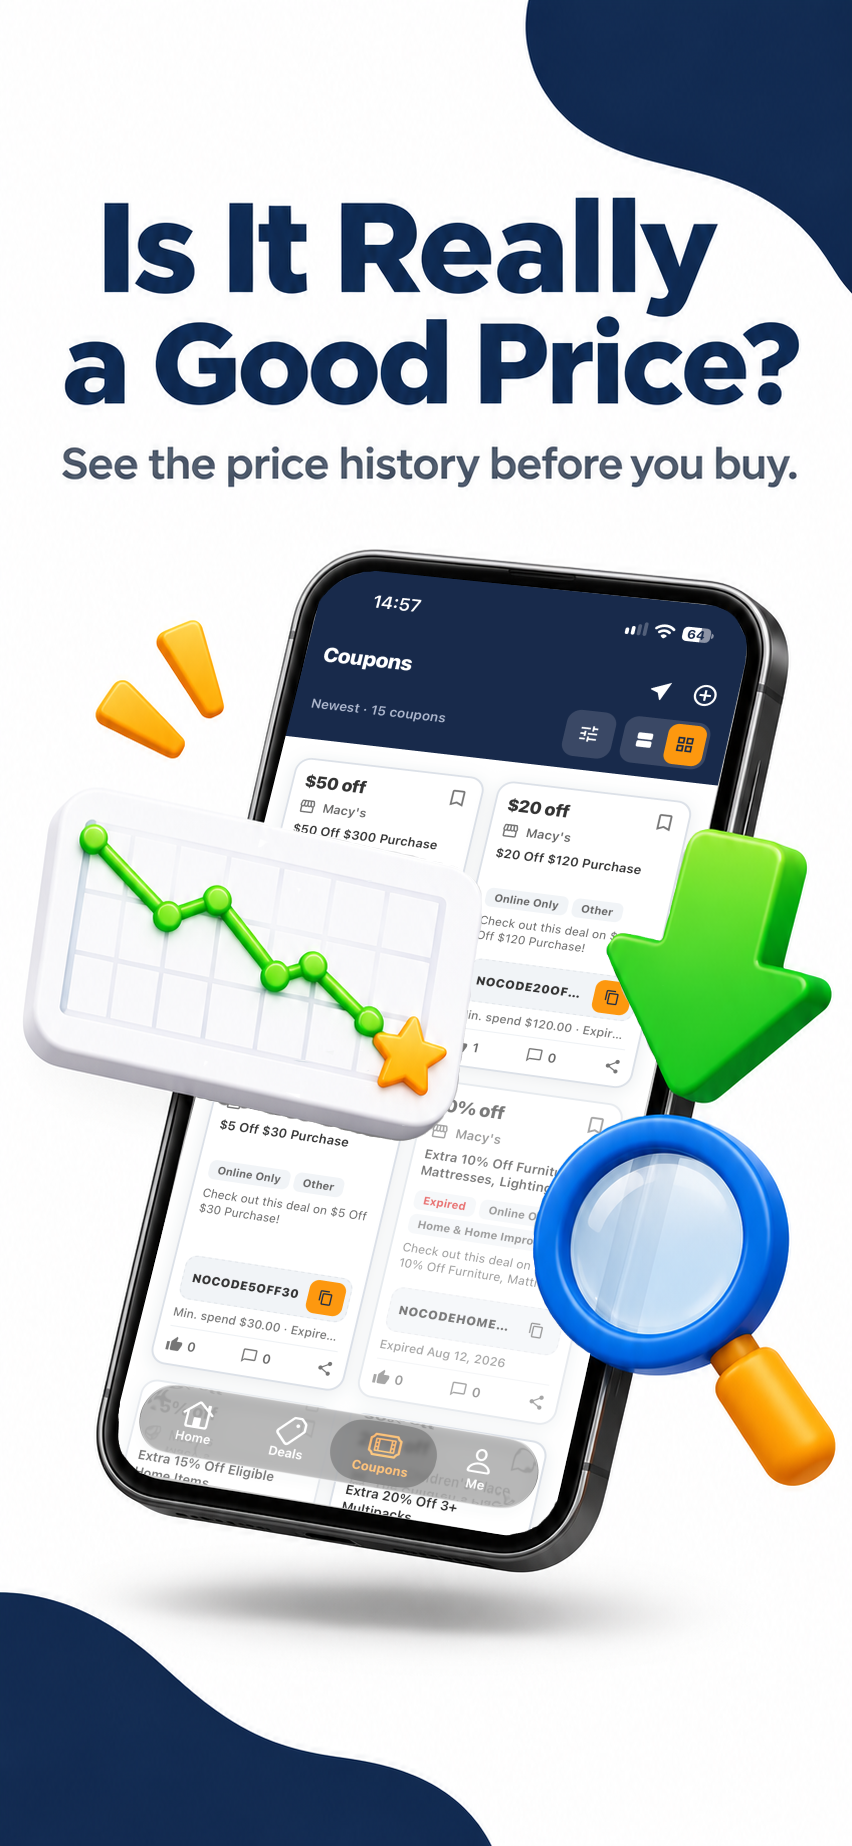 Is It Really
a Good Price?
See the price history before you buy.
14:57
64
Coupons
Newest · 15 coupons
$50 off
Macy's
$50 Off $300 Purchase
$20 off
Macy's
$20 Off $120 Purchase
Online Only
Other
Check out this deal on $
Off $120 Purchase!
NOCODE20OF...
in. spend $120.00 · Expir...
1
0
$5 Off $30 Purchase
Online Only
Other
Check out this deal on $5 Off
$30 Purchase!
NOCODE5OFF30
Min. spend $30.00 · Expire...
0
0
0% off
Macy's
Extra 10% Off Furnitu
Mattresses, Lighting
Expired
Online O
Home & Home Impro
Check out this deal on
10% Off Furniture, Matt
NOCODEHOME...
Expired Aug 12, 2026
0
0
Home
Deals
Coupons
Me
Extra 15% Off Eligible
Home Items
Extra 20% Off 3+
Multipacks